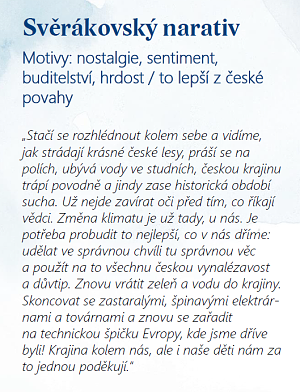 Svěrákovský narativ
Motivy: nostalgie, sentiment,
buditelství, hrdost / to lepší z české
povahy
„Stačí se rozhlédnout kolem sebe a vidíme,
jak strádají krásné české lesy, práší se na
polích, ubývá vody ve studních, českou krajinu
trápí povodně a jindy zase historická období
sucha. Už nejde zavírat oči před tím, co říkají
vědci. Změna klimatu je už tady, u nás. Je
potřeba probudit to nejlepší, co v nás dříme:
udělat ve správnou chvíli tu správnou věc
a použít na to všechnu českou vynalézavost
a důvtip. Znovu vrátit zeleň a vodu do krajiny.
Skoncovat se zastaralými, špinavými elektrár-
nami a továrnami a znovu se zařadit
na technickou špičku Evropy, kde jsme dříve
byli! Krajina kolem nás, ale i naše děti nám za
to jednou poděkují.“